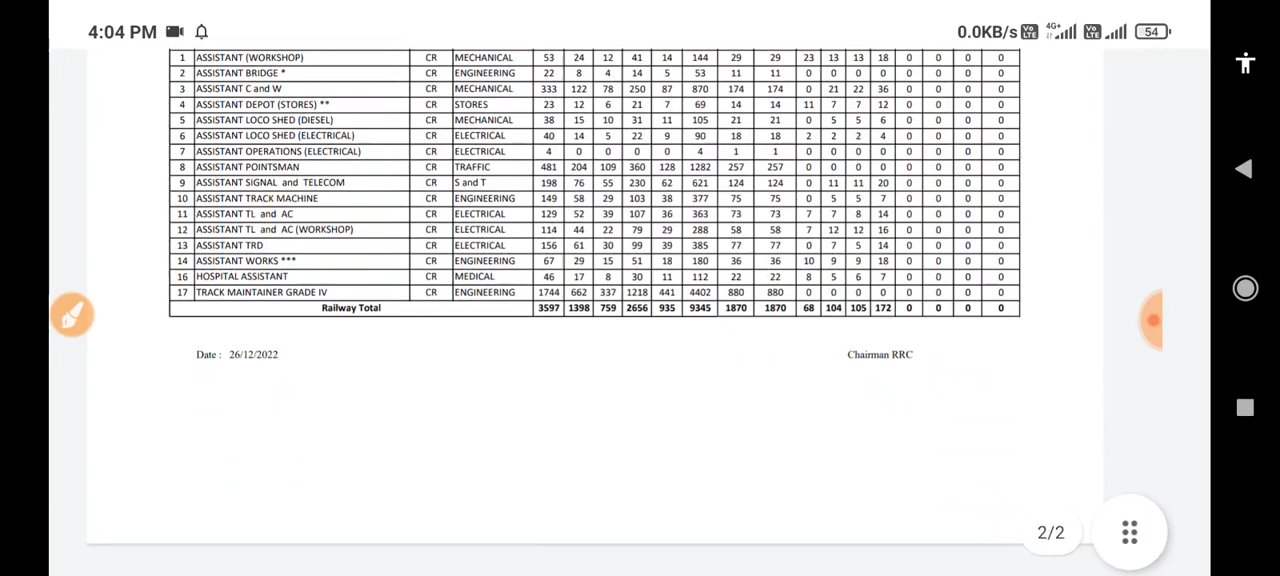 4:04 PM 0.0KB/s Vo LTE 4G+ Vo LTE 54
1 ASSISTANT (WORKSHOP) CR MECHANICAL 53 24 12 41 14 144 29 29 23 13 13 18 0 0 0 0
2 ASSISTANT BRIDGE * CR ENGINEERING 22 8 4 14 5 53 11 11 0 0 0 0 0 0 0 0
3 ASSISTANT C and W CR MECHANICAL 333 122 78 250 87 870 174 174 0 21 22 36 0 0 0 0
4 ASSISTANT DEPOT (STORES) ** CR STORES 23 12 6 21 7 69 14 14 11 7 7 12 0 0 0 0
5 ASSISTANT LOCO SHED (DIESEL) CR MECHANICAL 38 15 10 31 11 105 21 21 0 5 5 6 0 0 0 0
6 ASSISTANT LOCO SHED (ELECTRICAL) CR ELECTRICAL 40 14 5 22 9 90 18 18 2 2 2 4 0 0 0 0
7 ASSISTANT OPERATIONS (ELECTRICAL) CR ELECTRICAL 4 0 0 0 0 4 1 1 0 0 0 0 0 0 0 0
8 ASSISTANT POINTSMAN CR TRAFFIC 481 204 109 360 128 1282 257 257 0 0 0 0 0 0 0 0
9 ASSISTANT SIGNAL and TELECOM CR S and T 198 76 55 230 62 621 124 124 0 11 11 20 0 0 0 0
10 ASSISTANT TRACK MACHINE CR ENGINEERING 149 58 29 103 38 377 75 75 0 5 5 7 0 0 0 0
11 ASSISTANT TL and AC CR ELECTRICAL 129 52 39 107 36 363 73 73 7 7 8 14 0 0 0 0
12 ASSISTANT TL and AC (WORKSHOP) CR ELECTRICAL 114 44 22 79 29 288 58 58 7 12 12 16 0 0 0 0
13 ASSISTANT TRD CR ELECTRICAL 156 61 30 99 39 385 77 77 0 7 5 14 0 0 0 0
14 ASSISTANT WORKS *** CR ENGINEERING 67 29 15 51 18 180 36 36 10 9 9 18 0 0 0 0
16 HOSPITAL ASSISTANT CR MEDICAL 46 17 8 30 11 112 22 22 8 5 6 7 0 0 0 0
17 TRACK MAINTAINER GRADE IV CR ENGINEERING 1744 662 337 1218 441 4402 880 880 0 0 0 0 0 0 0 0
Railway Total 3597 1398 759 2656 935 9345 1870 1870 68 104 105 172 0 0 0 0
Date : 26/12/2022 Chairman RRC
2/2